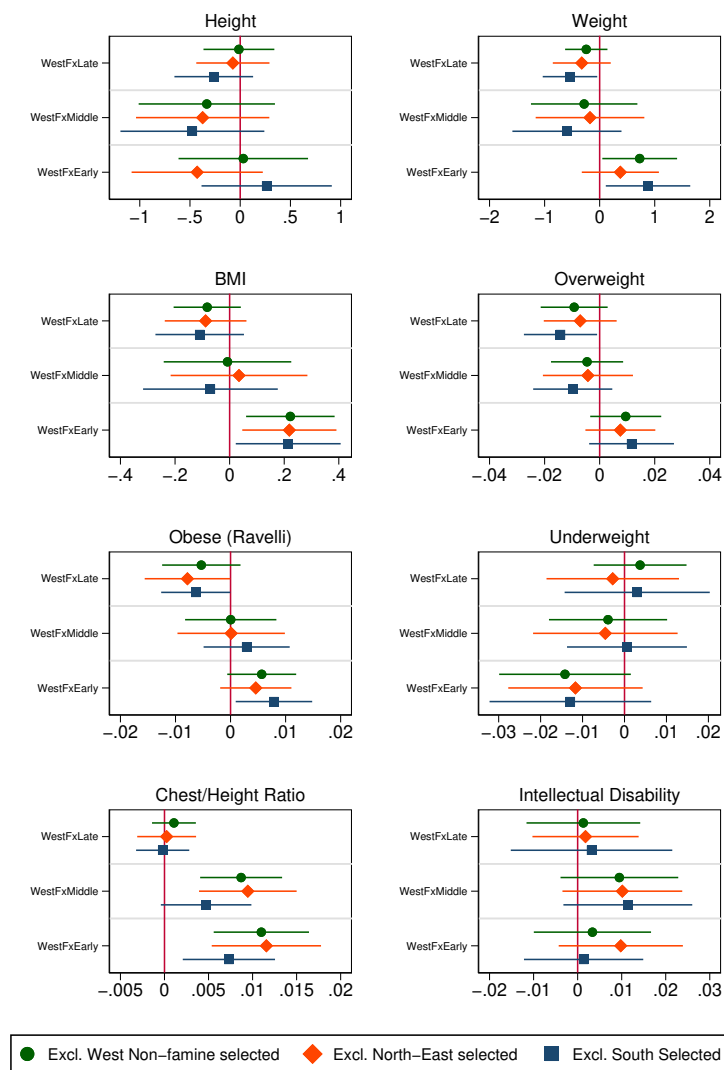 Height
WestFxLate
WestFxMiddle
WestFxEarly
-1 -.5 0 .5 1
Weight
WestFxLate
WestFxMiddle
WestFxEarly
-2 -1 0 1 2
BMI
WestFxLate
WestFxMiddle
WestFxEarly
-.4 -.2 0 .2 .4
Overweight
WestFxLate
WestFxMiddle
WestFxEarly
-.04 -.02 0 .02 .04
Obese (Ravelli)
WestFxLate
WestFxMiddle
WestFxEarly
-.02 -.01 0 .01 .02
Underweight
WestFxLate
WestFxMiddle
WestFxEarly
-.03 -.02 -.01 0 .01 .02
Chest/Height Ratio
WestFxLate
WestFxMiddle
WestFxEarly
-.005 0 .005 .01 .015 .02
Intellectual Disability
WestFxLate
WestFxMiddle
WestFxEarly
-.02 -.01 0 .01 .02 .03
Excl. West Non-famine selected Excl. North-East selected Excl. South Selected